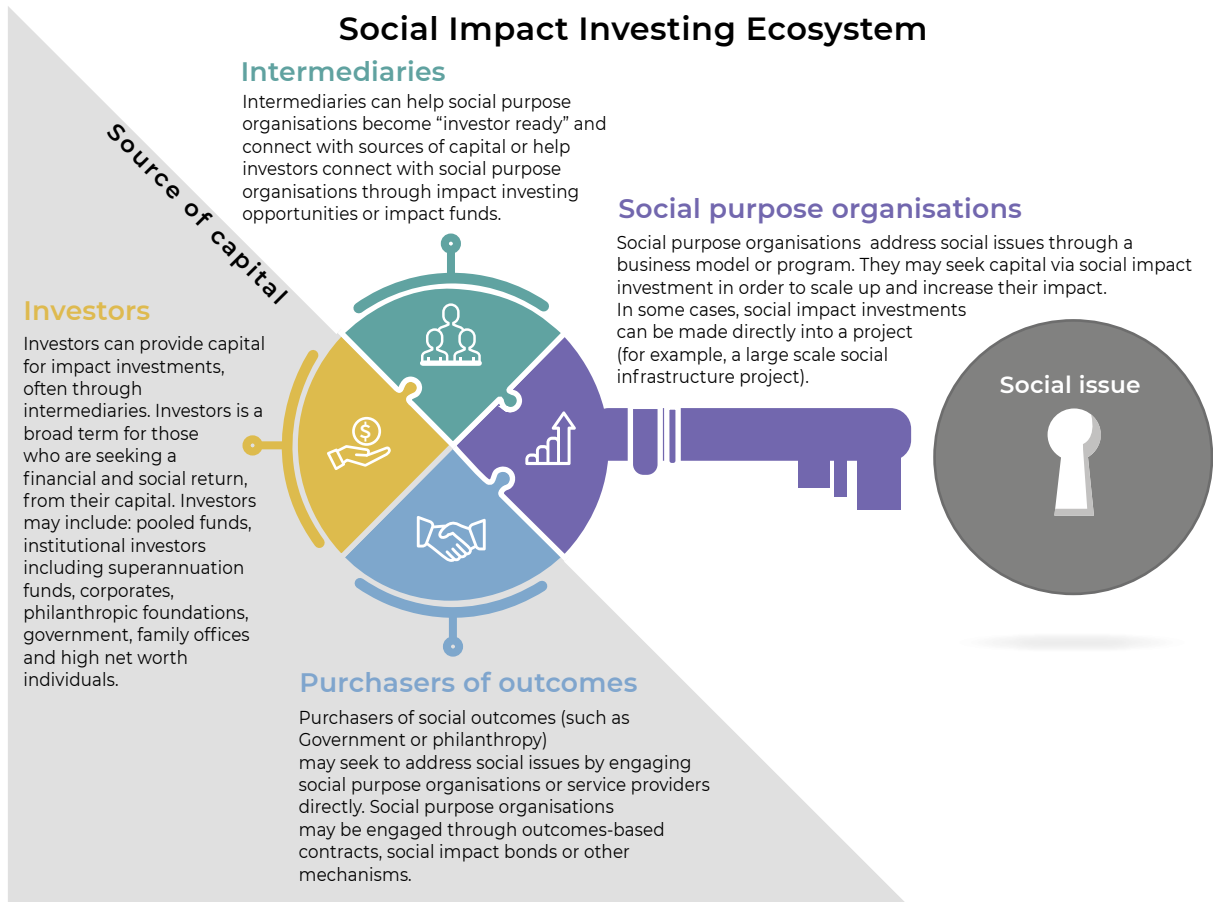 Social Impact Investing Ecosystem
Intermediaries
Intermediaries can help social purpose
organisations become “investor ready” and
connect with sources of capital or help
investors connect with social purpose
organisations through impact investing
opportunities or impact funds.
Source of capital
Social purpose organisations
Social purpose organisations  address social issues through a
business model or program. They may seek capital via social impact
investment in order to scale up and increase their impact.
In some cases, social impact investments
can be made directly into a project
(for example, a large scale social
infrastructure project).
Investors
Investors can provide capital
for impact investments,
often through
intermediaries. Investors is a
broad term for those
who are seeking a
financial and social return,
from their capital. Investors
may include: pooled funds,
institutional investors
including superannuation
funds, corporates,
philanthropic foundations,
government, family offices
and high net worth
individuals.
$
Social issue
Purchasers of outcomes
Purchasers of social outcomes (such as
Government or philanthropy)
may seek to address social issues by engaging
social purpose organisations or service providers
directly. Social purpose organisations
may be engaged through outcomes-based
contracts, social impact bonds or other
mechanisms.